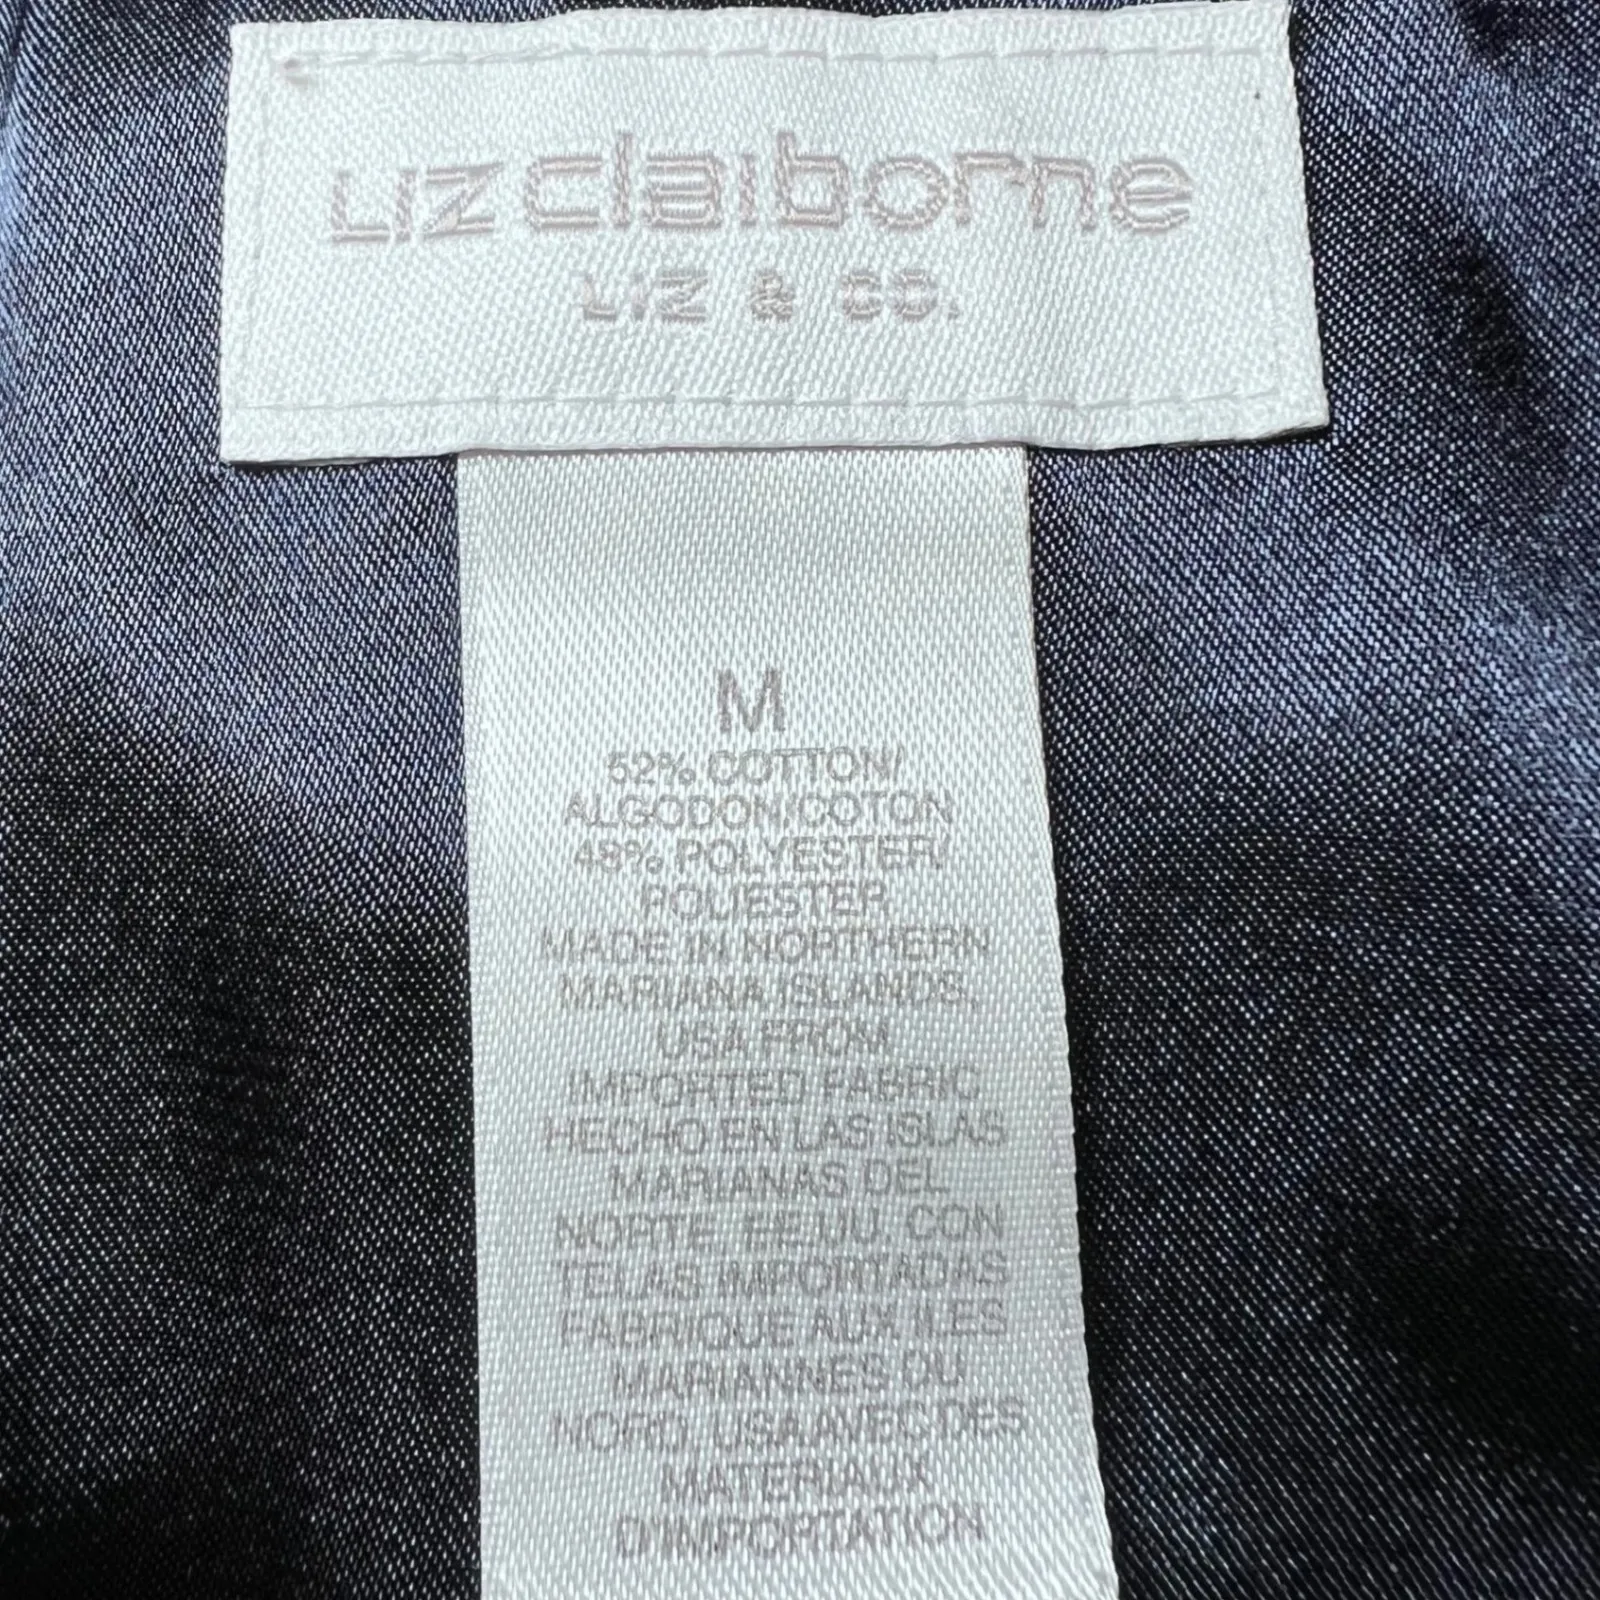 Liz claiborne
LIZ & CO.
M
52% COTTON/
ALGODON/COTON
48% POLYESTER/
POLIESTER
MADE IN NORTHERN
MARIANA ISLANDS,
USA FROM
IMPORTED FABRIC
HECHO EN LAS ISLAS
MARIANAS DEL
NORTE, EE.UU. CON
TELAS IMPORTADAS
FABRIQUE AUX ILES
MARIANNES DU
NORD, USA AVEC DES
MATERIAUX
D'IMPORTATION